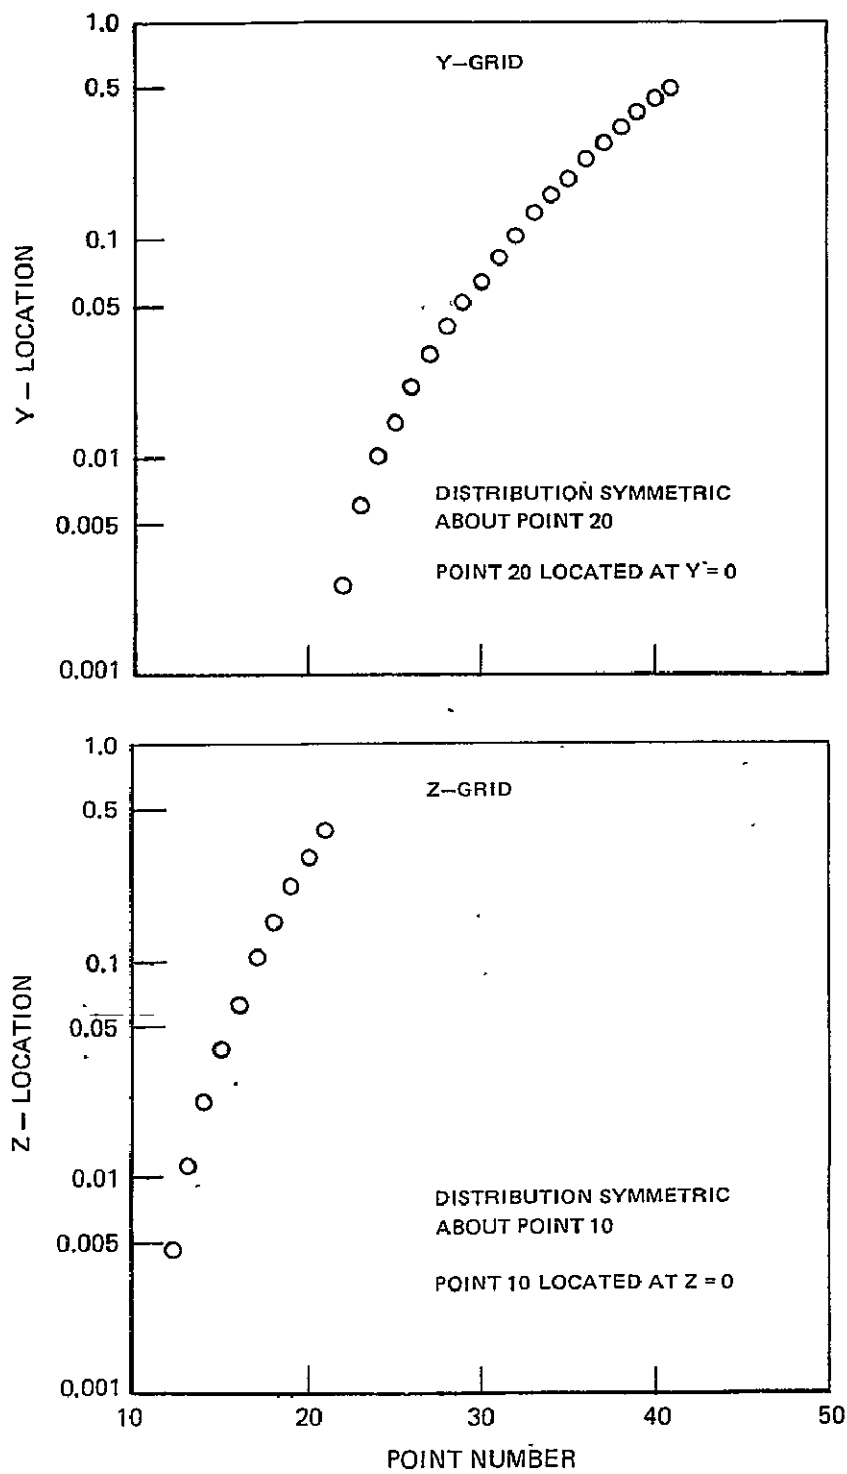 1.0
Y–GRID
0.5
0.1
0.05
0.01
0.005
0.001
Y – LOCATION
DISTRIBUTION SYMMETRIC
ABOUT POINT 20
POINT 20 LOCATED AT Y = 0
1.0
Z–GRID
0.5
0.1
0.05
0.01
0.005
0.001
Z – LOCATION
DISTRIBUTION SYMMETRIC
ABOUT POINT 10
POINT 10 LOCATED AT Z = 0
10 20 30 40 50
POINT NUMBER